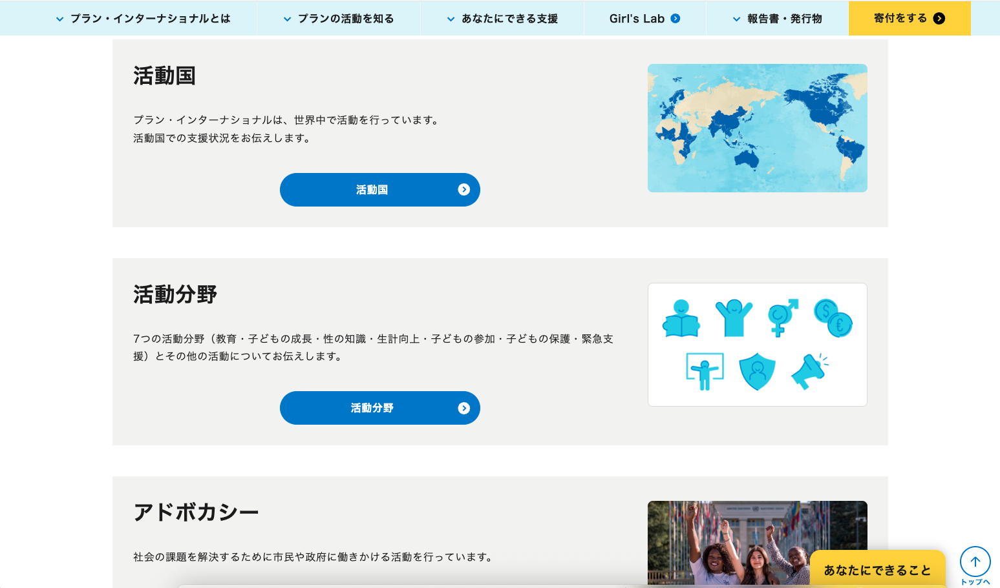 プラン・インターナショナルとは
プランの活動を知る
あなたにできる支援
Girl's Lab
報告書・発行物
寄付をする
活動国
プラン・インターナショナルは、世界中で活動を行っています。
活動国での支援状況をお伝えします。
活動国
活動分野
7つの活動分野（教育・子どもの成長・性の知識・生計向上・子どもの参加・子どもの保護・緊急支
援）とその他の活動についてお伝えします。
活動分野
$
€
アドボカシー
社会の課題を解決するために市民や政府に働きかける活動を行っています。
UNITED NATIONS
あなたにできること
トップへ